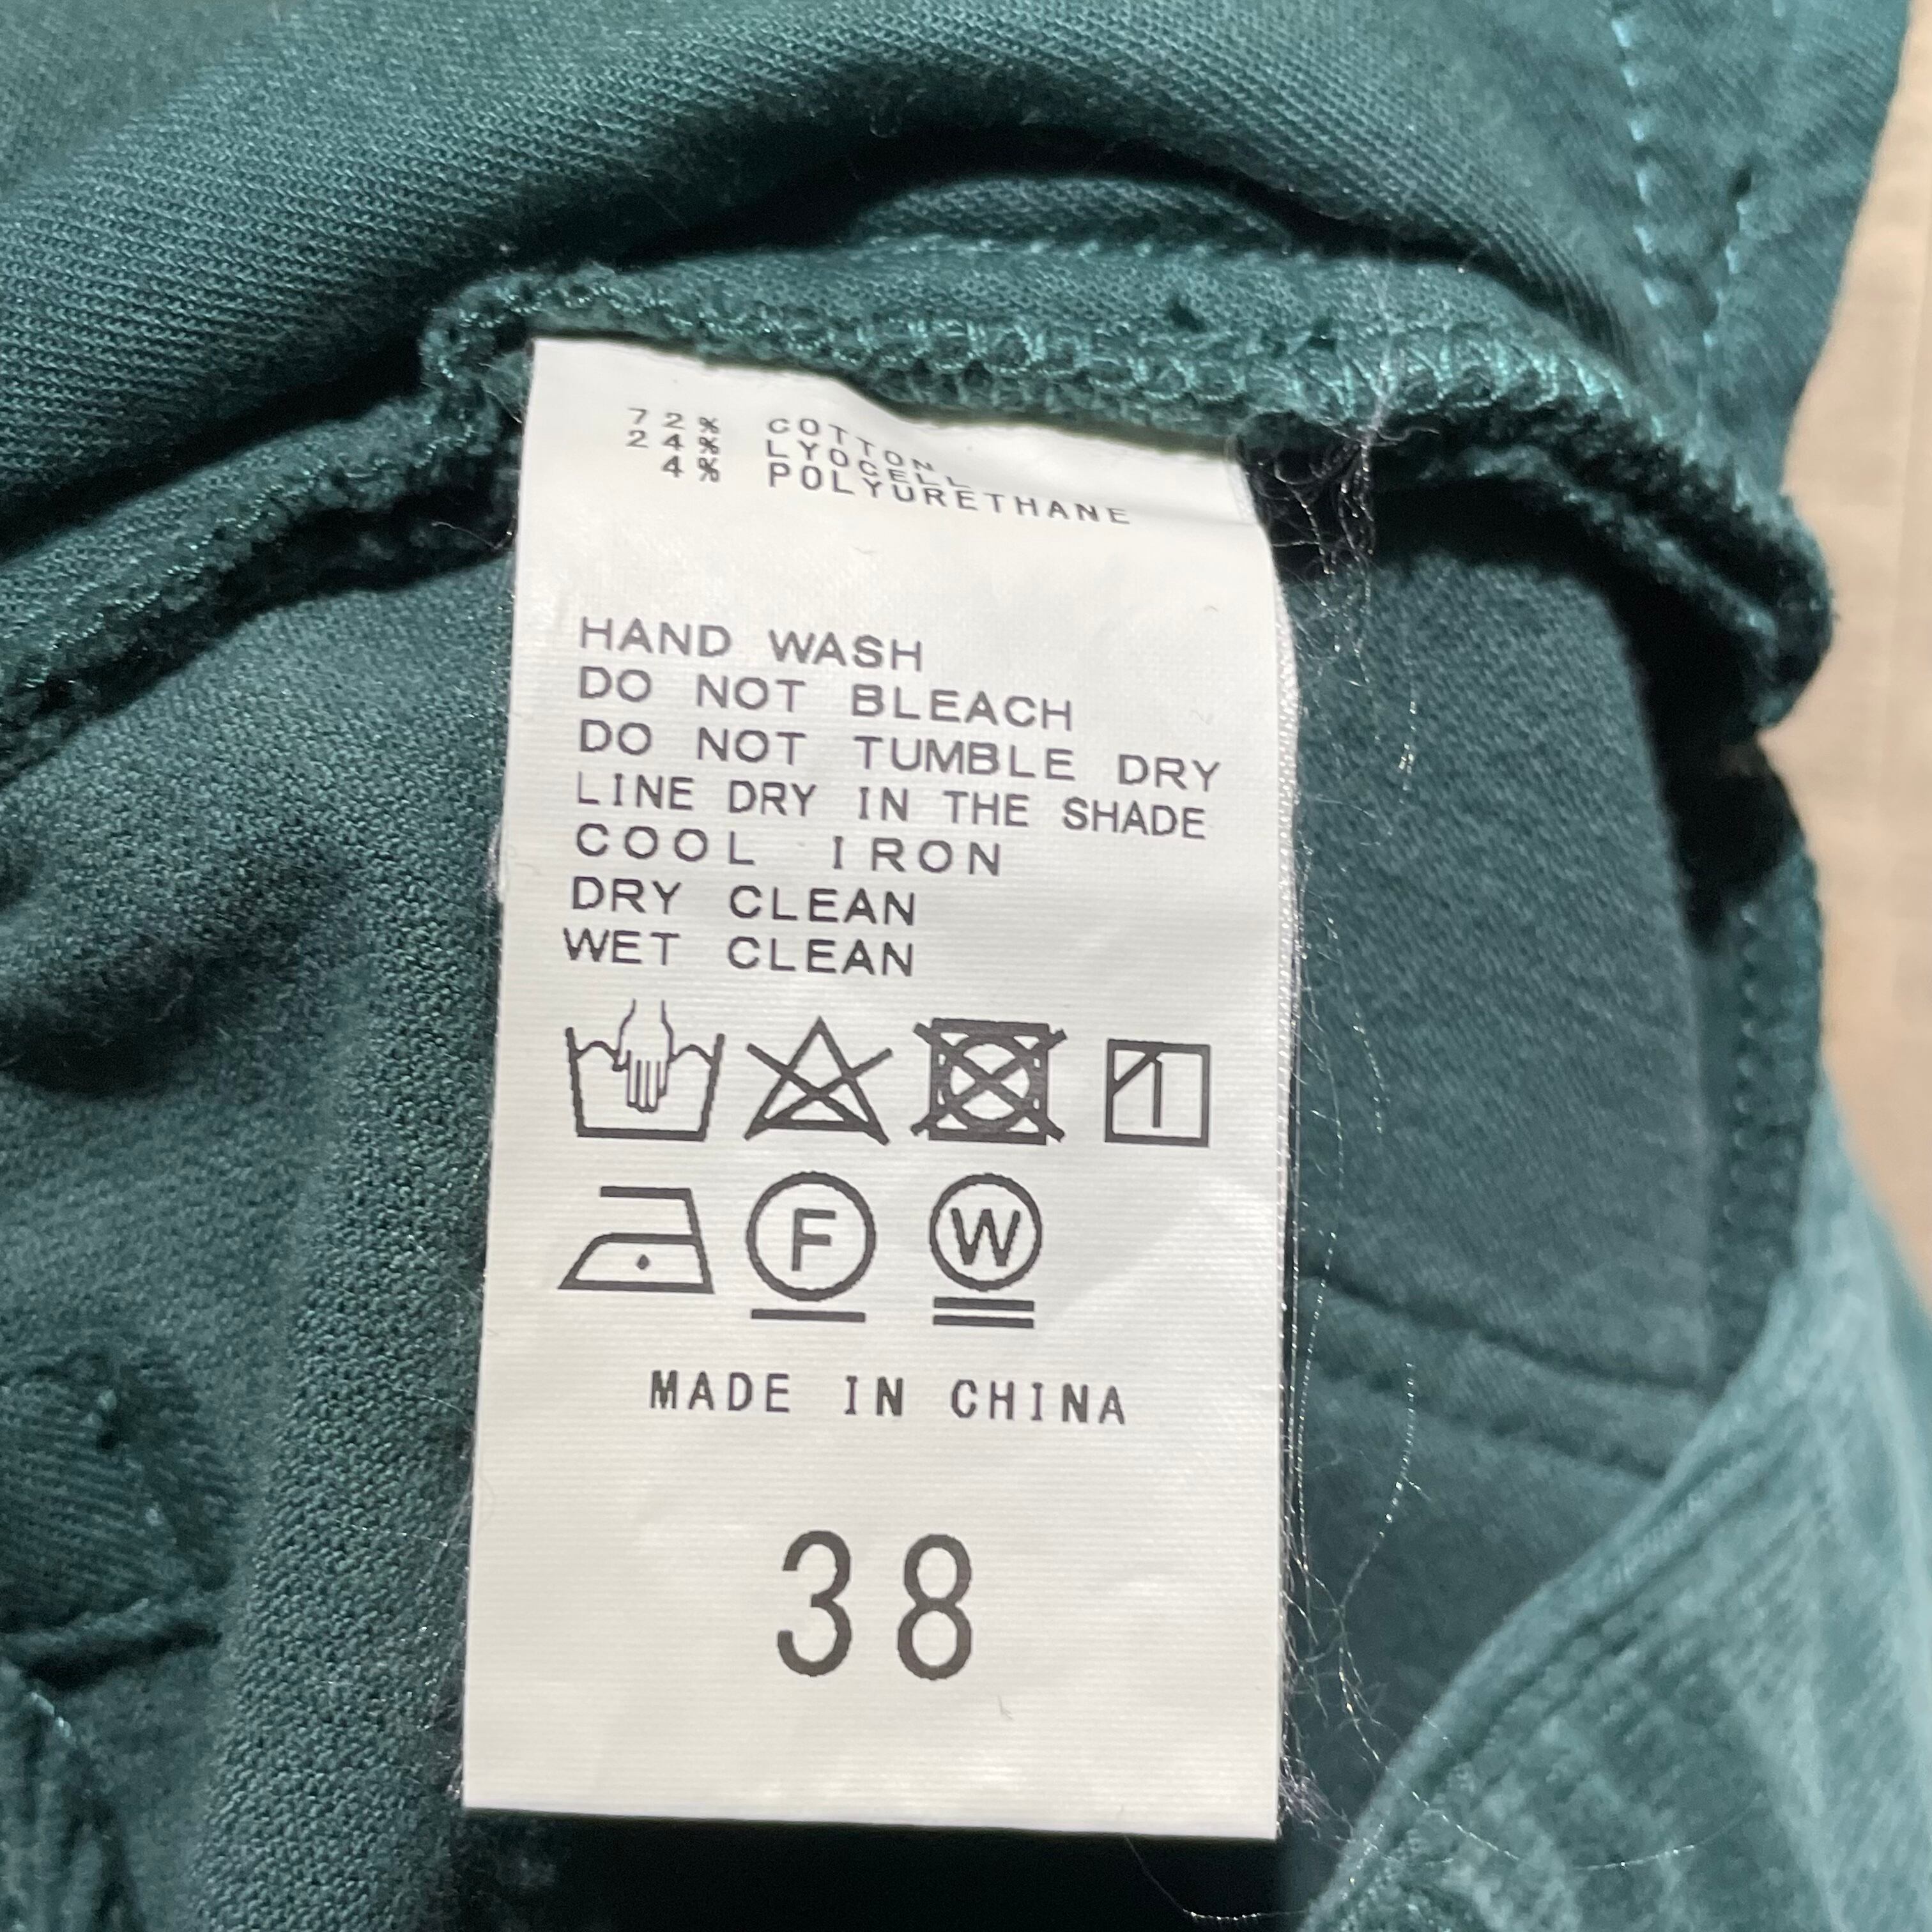 72% COTTON
24% LYOCELL
4% POLYURETHANE
HAND WASH
DO NOT BLEACH
DO NOT TUMBLE DRY
LINE DRY IN THE SHADE
COOL IRON
DRY CLEAN
WET CLEAN
F W
MADE IN CHINA
38